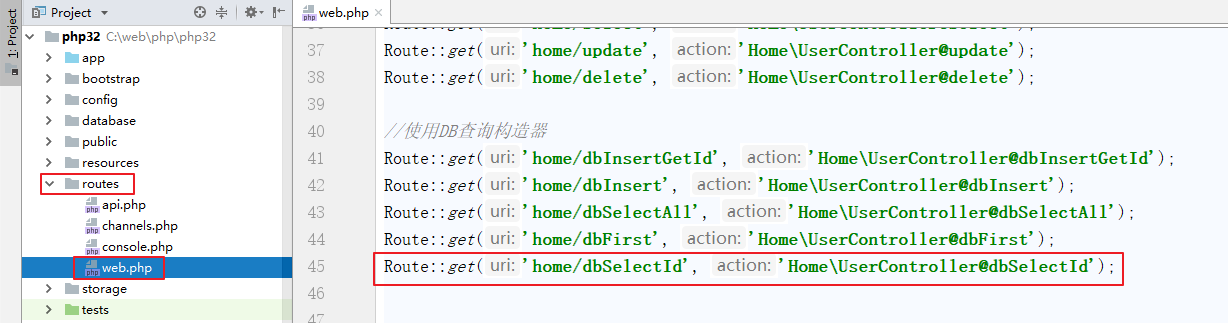 1: Project
Project
php32 C:\web\php\php32
app
bootstrap
config
database
public
resources
routes
php api.php
php channels.php
php console.php
php web.php
storage
tests
php web.php
37 Route::get( uri: 'home/update', action: 'Home\UserController@update');
38 Route::get( uri: 'home/delete', action: 'Home\UserController@delete');
39
40 //使用DB查询构造器
41 Route::get( uri: 'home/dbInsertGetId', action: 'Home\UserController@dbInsertGetId');
42 Route::get( uri: 'home/dbInsert', action: 'Home\UserController@dbInsert');
43 Route::get( uri: 'home/dbSelectAll', action: 'Home\UserController@dbSelectAll');
44 Route::get( uri: 'home/dbFirst', action: 'Home\UserController@dbFirst');
45 Route::get( uri: 'home/dbSelectId', action: 'Home\UserController@dbSelectId');
46